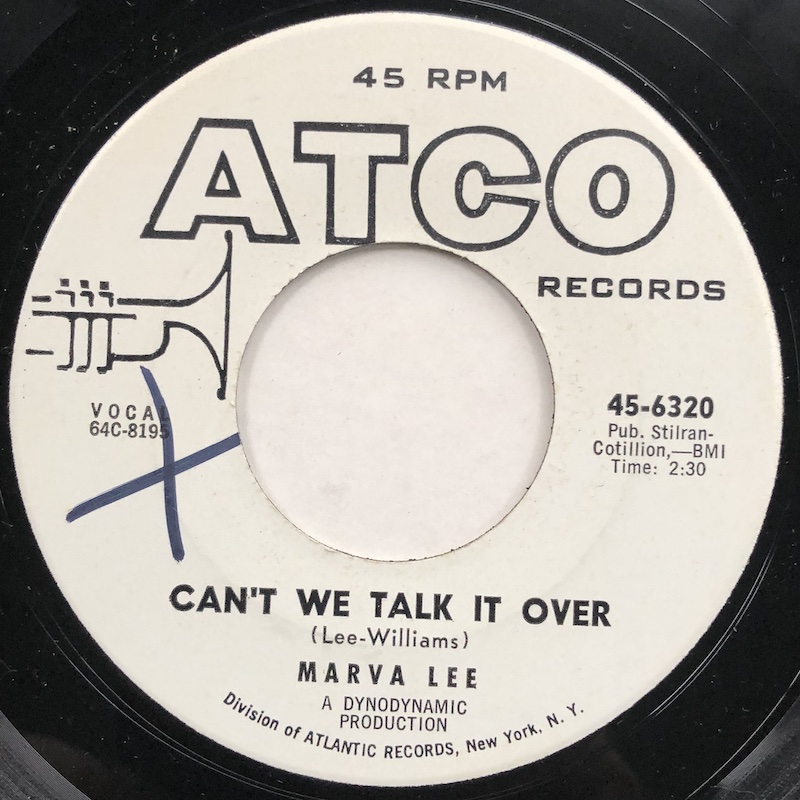 45 RPM
ATCO
RECORDS
VOCAL
64C-8195
45-6320
Pub. Stilran-
Cotillion,—BMI
Time: 2:30
CAN'T WE TALK IT OVER
(Lee-Williams)
MARVA LEE
A DYNODYNAMIC
PRODUCTION
Division of ATLANTIC RECORDS, New York, N. Y.